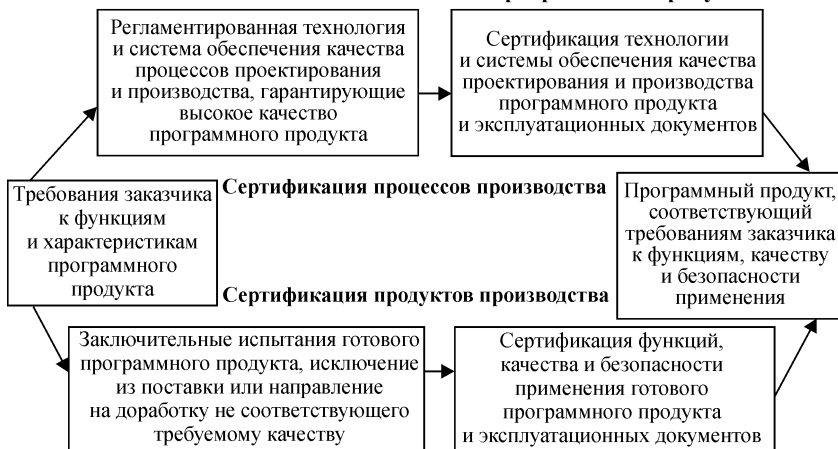 Регламентированная технология
и система обеспечения качества
процессов проектирования
и производства, гарантирующие
высокое качество
программного продукта
Сертификация технологии
и системы обеспечения качества
проектирования и производства
программного продукта
и эксплуатационных документов
Требования заказчика
к функциям
и характеристикам
программного
продукта
Сертификация процессов производства
Сертификация продуктов производства
Программный продукт,
соответствующий
требованиям заказчика
к функциям, качеству
и безопасности
применения
Заключительные испытания готового
программного продукта, исключение
из поставки или направление
на доработку не соответствующего
требуемому качеству
Сертификация функций,
качества и безопасности
применения готового
программного продукта
и эксплуатационных документов